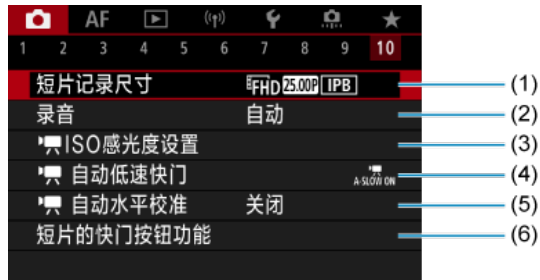 AF
1 2 3 4 5 6 7 8 9 10
短片记录尺寸 FHD 25.00P IPB (1)
录音 自动 (2)
ISO感光度设置 (3)
自动低速快门 A-SLOW ON (4)
自动水平校准 关闭 (5)
短片的快门按钮功能 (6)